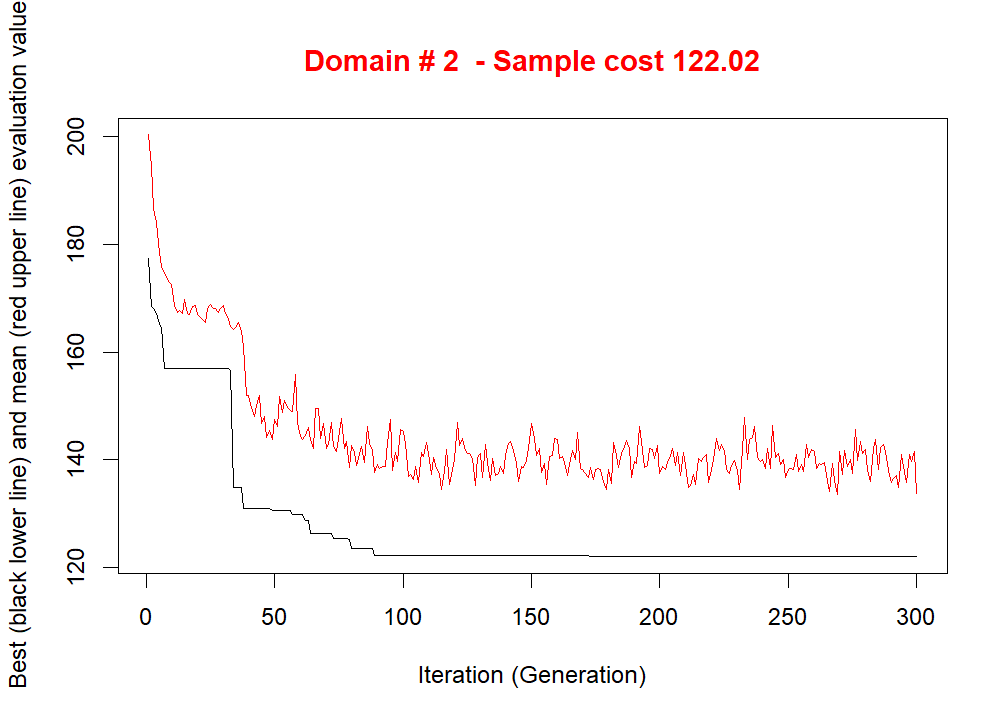 Domain # 2  - Sample cost 122.02
Best (black lower line) and mean (red upper line) evaluation value
200
180
160
140
120
0 50 100 150 200 250 300
Iteration (Generation)